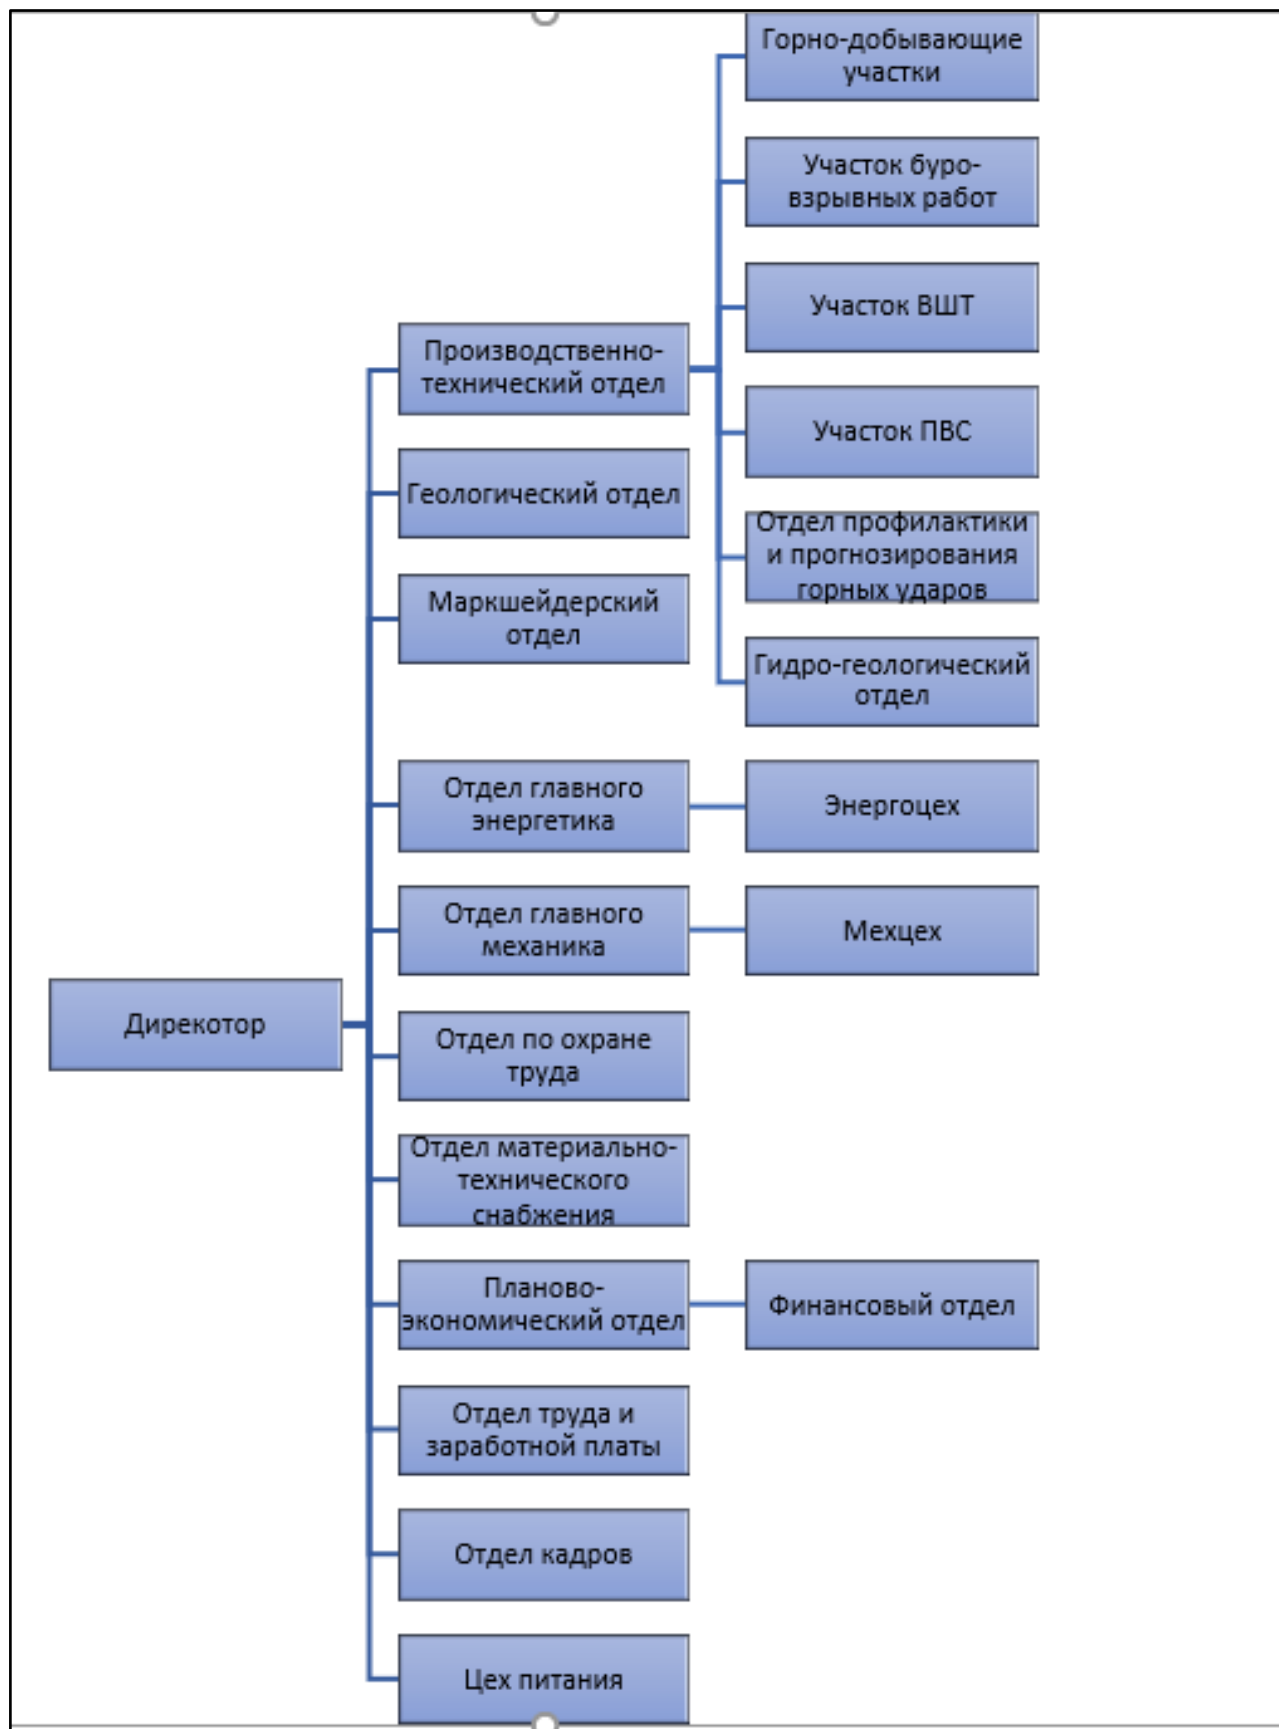 Горно-добывающие
участки
Участок буро-
взрывных работ
Участок ВШТ
Производственно-
технический отдел
Участок ПВС
Геологический отдел
Отдел профилактики
и прогнозирования
горных ударов
Маркшейдерский
отдел
Гидро-геологический
отдел
Отдел главного
энергетика
Энергоцех
Отдел главного
механика
Мехцех
Дирекотор
Отдел по охране
труда
Отдел материально-
технического
снабжения
Планово-
экономический отдел
Финансовый отдел
Отдел труда и
заработной платы
Отдел кадров
Цех питания